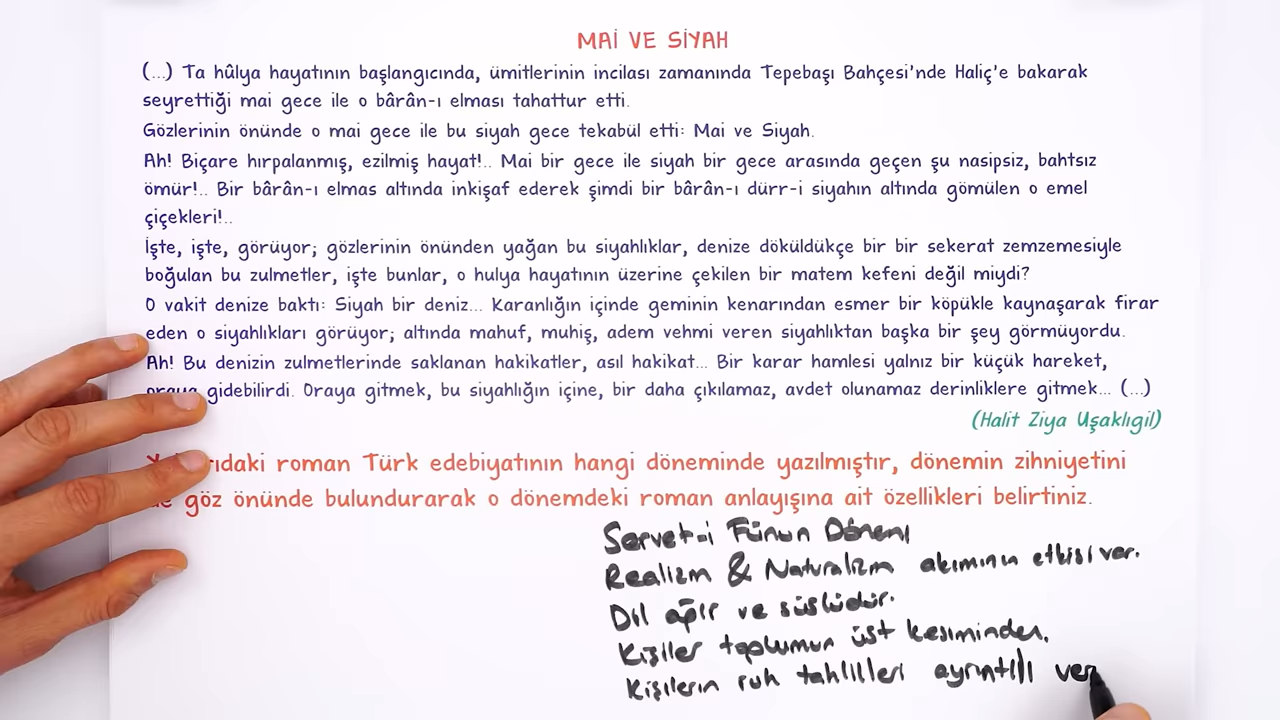 MAİ VE SİYAH
(...) Ta hûlya hayatının başlangıcında, ümitlerinin incilası zamanında Tepebaşı Bahçesi'nde Haliç'e bakarak
seyrettiği mai gece ile o bârân-ı elması tahattur etti.
Gözlerinin önünde o mai gece ile bu siyah gece tekabül etti: Mai ve Siyah.
Ah! Biçare hırpalanmış, ezilmiş hayat!.. Mai bir gece ile siyah bir gece arasında geçen şu nasipsiz, bahtsız
ömür!.. Bir bârân-ı elmas altında inkişaf ederek şimdi bir bârân-ı dürr-i siyahın altında gömülen o emel
çiçekleri!..
İşte, işte, görüyor; gözlerinin önünden yağan bu siyahlıklar, denize döküldükçe bir bir sekerat zemzemesiyle
boğulan bu zulmetler, işte bunlar, o hulya hayatının üzerine çekilen bir matem kefeni değil miydi?
O vakit denize baktı: Siyah bir deniz... Karanlığın içinde geminin kenarından esmer bir köpükle kaynaşarak firar
eden o siyahlıkları görüyor; altında mahuf, muhiş, adem vehmi veren siyahlıktan başka bir şey görmüyordu.
Ah! Bu denizin zulmetlerinde saklanan hakikatler, asıl hakikat... Bir karar hamlesi yalnız bir küçük hareket,
gidebilirdi. Oraya gitmek, bu siyahlığın içine, bir daha çıkılamaz, avdet olunamaz derinliklere gitmek... (...)
(Halit Ziya Uşaklıgil)
roman Türk edebiyatının hangi döneminde yazılmıştır, dönemin zihniyetini
göz önünde bulundurarak o dönemdeki roman anlayışına ait özellikleri belirtiniz.
Servet-i Fünun Dönemi
Realizm & Naturalizm akımının etkisi var.
Dil ağır ve süslüdür.
Kişiler toplumun üst kesiminden.
Kişilerin ruh tahlilleri ayrıntılı ver